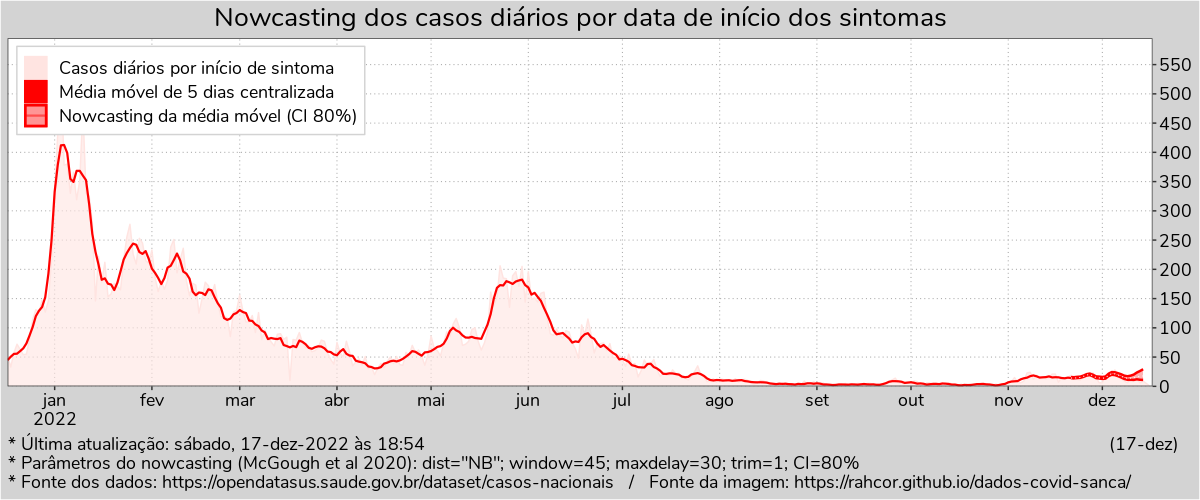 Nowcasting dos casos diários por data de início dos sintomas
Casos diários por início de sintoma
Média móvel de 5 dias centralizada
Nowcasting da média móvel (CI 80%)
550
500
450
400
350
300
250
200
150
100
50
0
jan fev mar abr mai jun jul ago set out nov dez
2022
* Última atualização: sábado, 17-dez-2022 às 18:54 (17-dez)
* Parâmetros do nowcasting (McGough et al 2020): dist="NB"; window=45; maxdelay=30; trim=1; CI=80%
* Fonte dos dados: https://opendatasus.saude.gov.br/dataset/casos-nacionais / Fonte da imagem: https://rahcor.github.io/dados-covid-sanca/